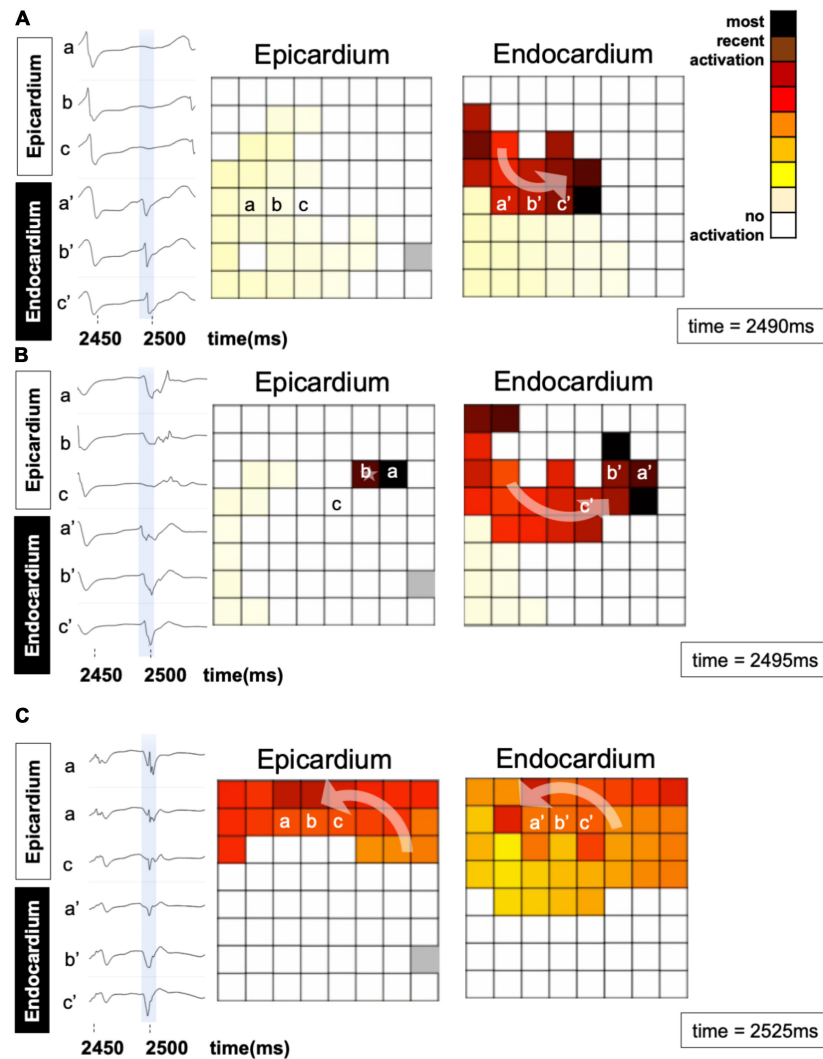 A
Epicardium
Endocardium
a
b
c
a'
b'
c'
2450 2500 time(ms)
Epicardium
a b c
Endocardium
a' b' c'
most
recent
activation
no
activation
time = 2490ms
B
Epicardium
Endocardium
a
b
c
a'
b'
c'
2450 2500 time(ms)
Epicardium
b a
c
Endocardium
b' a'
c'
time = 2495ms
C
Epicardium
Endocardium
a
a
c
a'
b'
c'
2450 2500 time(ms)
Epicardium
a b c
Endocardium
a' b' c'
time = 2525ms